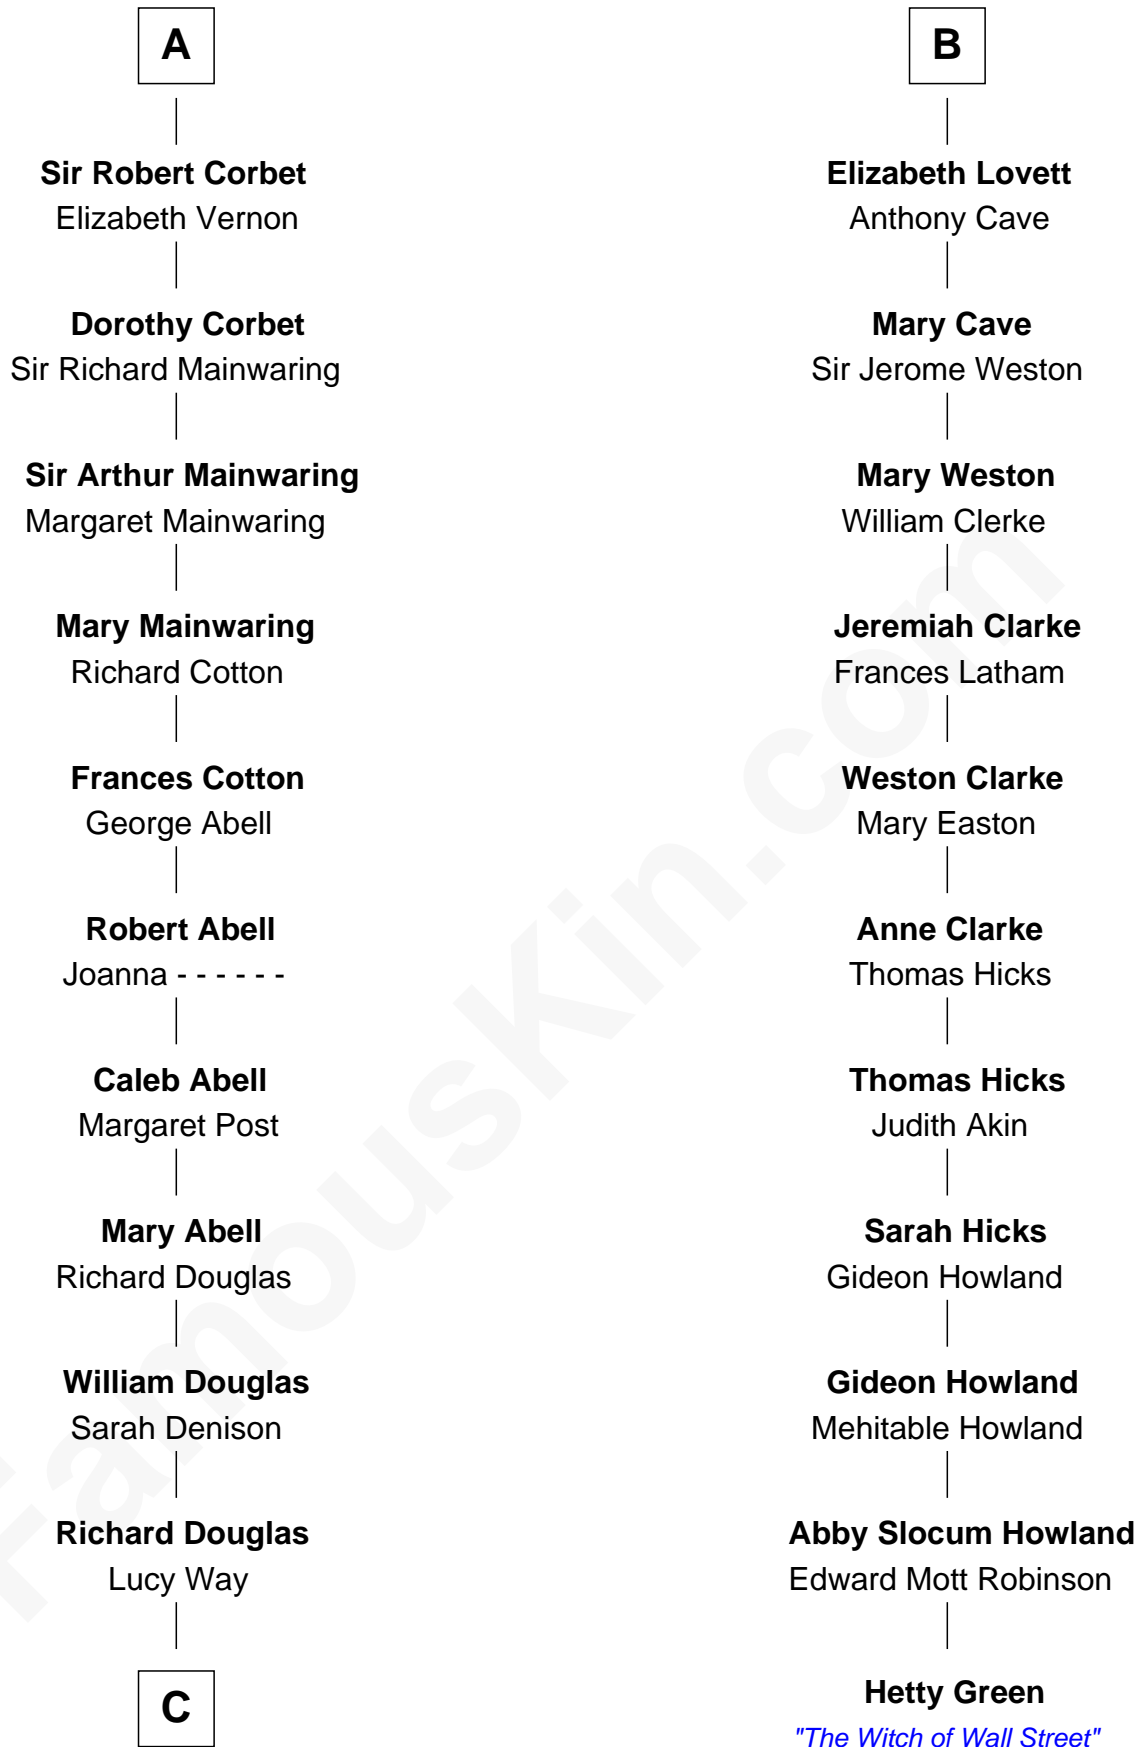 A
Sir Robert Corbet
Elizabeth Vernon
Dorothy Corbet
Sir Richard Mainwaring
Sir Arthur Mainwaring
Margaret Mainwaring
Mary Mainwaring
Richard Cotton
Frances Cotton
George Abell
Robert Abell
Joanna - - - - - -
Caleb Abell
Margaret Post
Mary Abell
Richard Douglas
William Douglas
Sarah Denison
Richard Douglas
Lucy Way
C
B
Elizabeth Lovett
Anthony Cave
Mary Cave
Sir Jerome Weston
Mary Weston
William Clerke
Jeremiah Clarke
Frances Latham
Weston Clarke
Mary Easton
Anne Clarke
Thomas Hicks
Thomas Hicks
Judith Akin
Sarah Hicks
Gideon Howland
Gideon Howland
Mehitable Howland
Abby Slocum Howland
Edward Mott Robinson
Hetty Green
"The Witch of Wall Street"
FamousKin.com